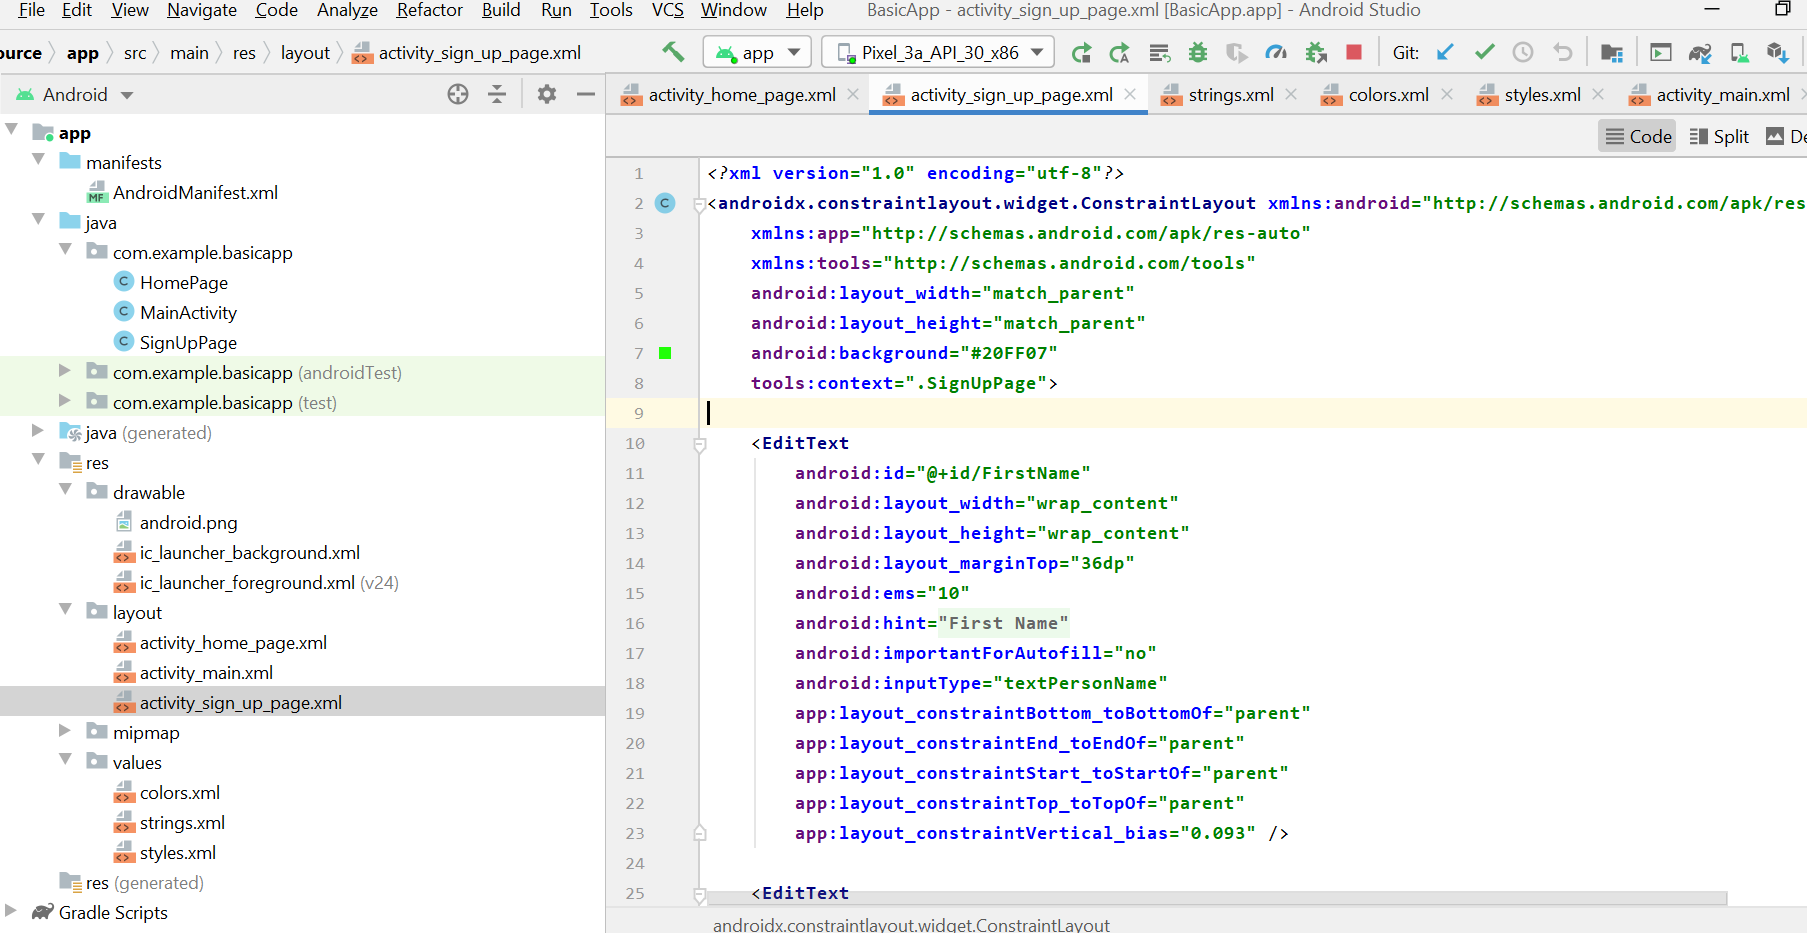 File Edit View Navigate Code Analyze Refactor Build Run Tools VCS Window Help BasicApp - activity_sign_up_page.xml [BasicApp.app] - Android Studio
ource app src main res layout activity_sign_up_page.xml app Pixel_3a_API_30_x86 Git:
Android
activity_home_page.xml activity_sign_up_page.xml strings.xml colors.xml styles.xml activity_main.xml
Code Split De
app
manifests
AndroidManifest.xml
java
com.example.basicapp
HomePage
MainActivity
SignUpPage
com.example.basicapp (androidTest)
com.example.basicapp (test)
java (generated)
res
drawable
android.png
ic_launcher_background.xml
ic_launcher_foreground.xml (v24)
layout
activity_home_page.xml
activity_main.xml
activity_sign_up_page.xml
mipmap
values
colors.xml
strings.xml
styles.xml
res (generated)
Gradle Scripts
1 <?xml version="1.0" encoding="utf-8"?>
2 <androidx.constraintlayout.widget.ConstraintLayout xmlns:android="http://schemas.android.com/apk/res
3 xmlns:app="http://schemas.android.com/apk/res-auto"
4 xmlns:tools="http://schemas.android.com/tools"
5 android:layout_width="match_parent"
6 android:layout_height="match_parent"
7 android:background="#20FF07"
8 tools:context=".SignUpPage">
9
10 <EditText
11 android:id="@+id/FirstName"
12 android:layout_width="wrap_content"
13 android:layout_height="wrap_content"
14 android:layout_marginTop="36dp"
15 android:ems="10"
16 android:hint="First Name"
17 android:importantForAutofill="no"
18 android:inputType="textPersonName"
19 app:layout_constraintBottom_toBottomOf="parent"
20 app:layout_constraintEnd_toEndOf="parent"
21 app:layout_constraintStart_toStartOf="parent"
22 app:layout_constraintTop_toTopOf="parent"
23 app:layout_constraintVertical_bias="0.093" />
24
25 <EditText
androidx.constraintlayout.widget.ConstraintLayout